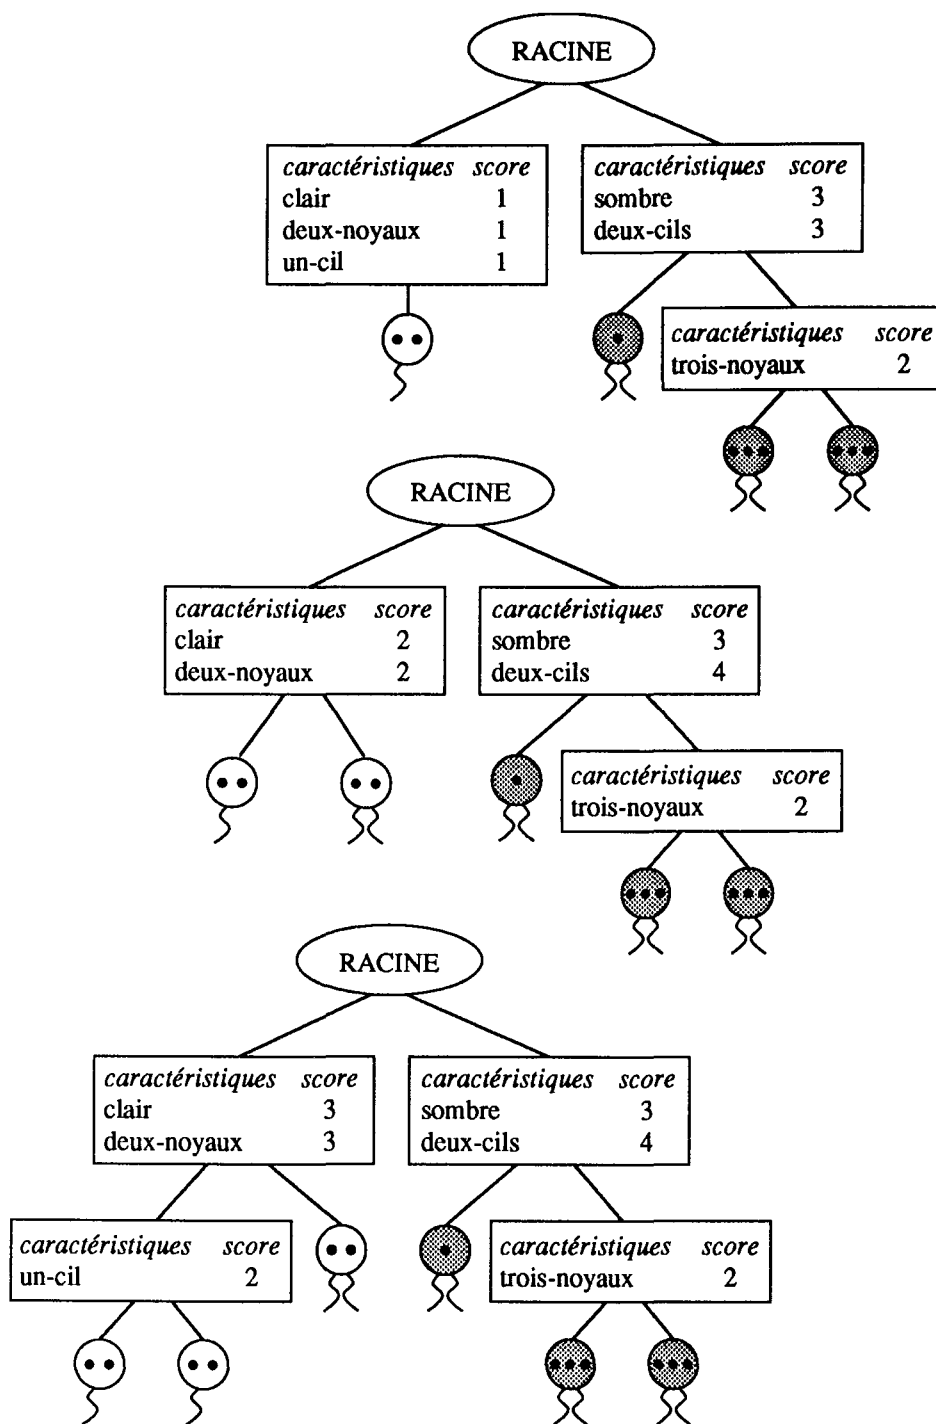 RACINE
caractéristiques score
clair 1
deux-noyaux 1
un-cil 1
caractéristiques score
sombre 3
deux-cils 3
caractéristiques score
trois-noyaux 2
RACINE
caractéristiques score
clair 2
deux-noyaux 2
caractéristiques score
sombre 3
deux-cils 4
caractéristiques score
trois-noyaux 2
RACINE
caractéristiques score
clair 3
deux-noyaux 3
caractéristiques score
sombre 3
deux-cils 4
caractéristiques score
un-cil 2
caractéristiques score
trois-noyaux 2